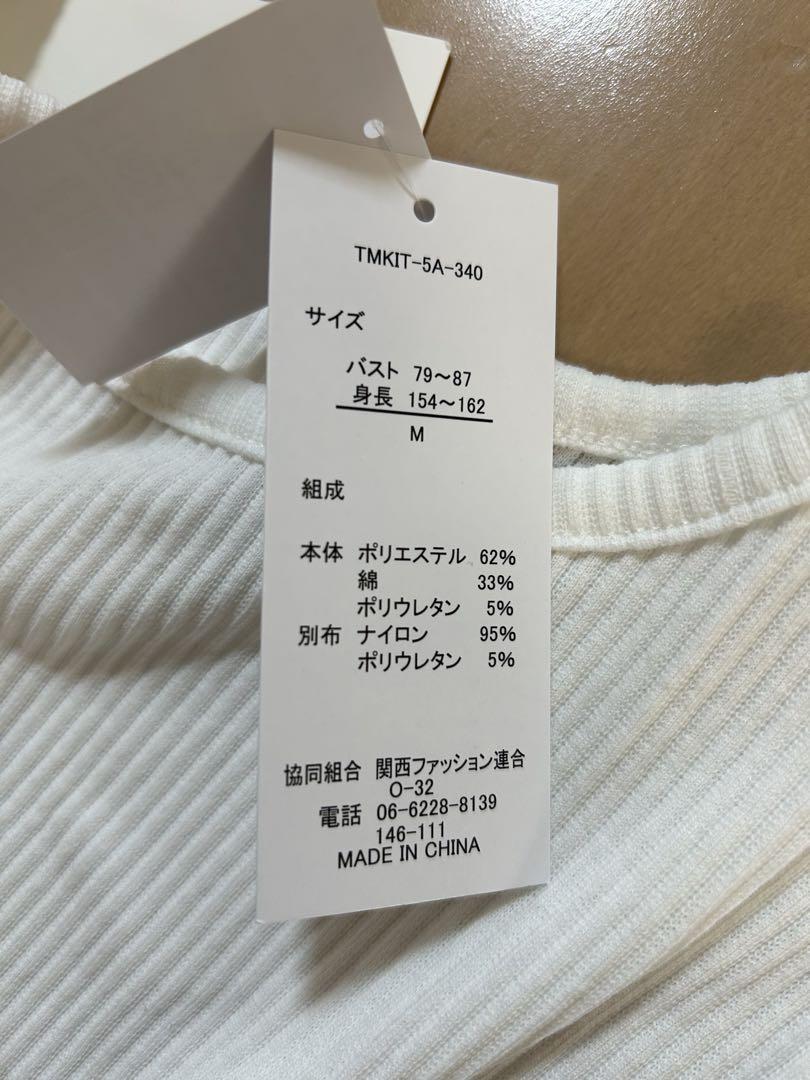 TMKIT-5A-340
サイズ
バスト 79～87
身長 154～162
M
組成
本体 ポリエステル 62%
綿 33%
ポリウレタン 5%
別布 ナイロン 95%
ポリウレタン 5%
協同組合 関西ファッション連合
O-32
電話 06-6228-8139
146-111
MADE IN CHINA